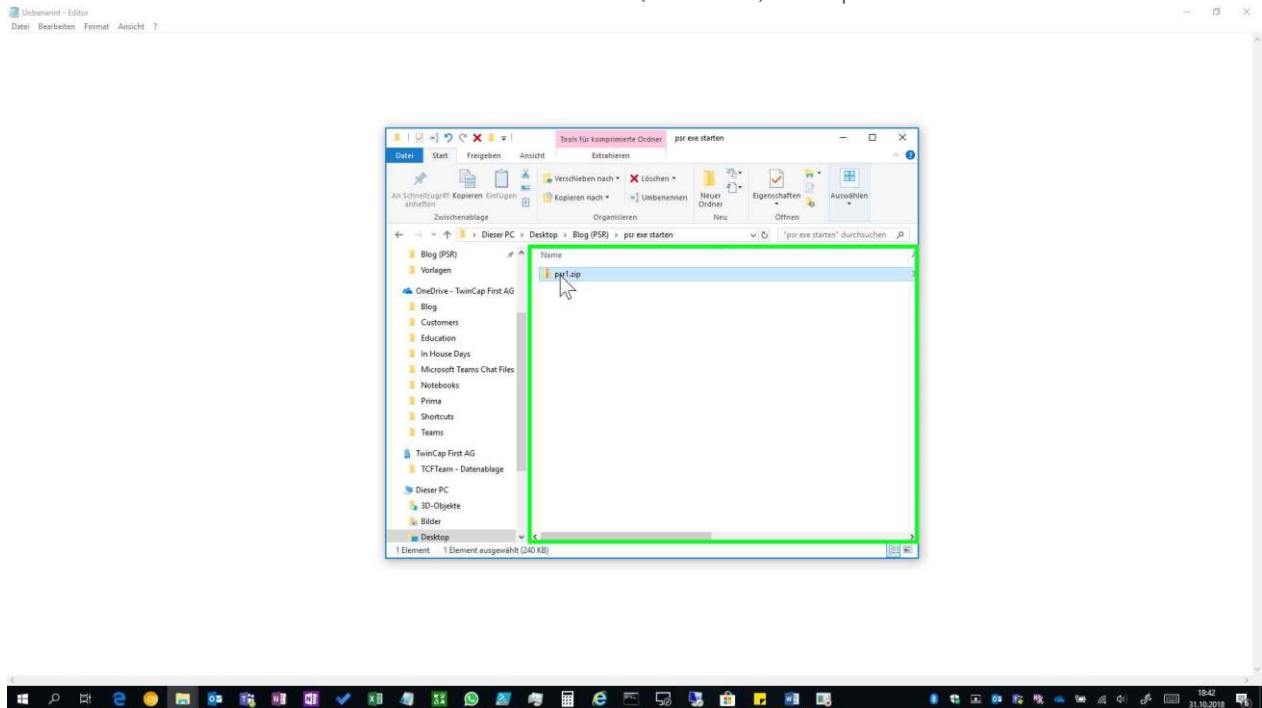 Unbenannt - Editor
Datei Bearbeiten Format Ansicht ?
Tools für komprimierte Ordner psr exe starten
Datei Start Freigeben Ansicht Extrahieren
An Schnellzugriff anheften
Kopieren
Einfügen
Verschieben nach
Kopieren nach
Löschen
Umbenennen
Neuer Ordner
Eigenschaften
Auswählen
Zwischenablage Organisieren Neu Öffnen
Dieser PC > Desktop > Blog (PSR) > psr exe starten
"psr exe starten" durchsuchen
Name
psr1.zip
Blog (PSR)
Vorlagen
OneDrive - TwinCap First AG
Blog
Customers
Education
In House Days
Microsoft Teams Chat Files
Notebooks
Prima
Shortcuts
Teams
TwinCap First AG
TCFTeam - Datenablage
Dieser PC
3D-Objekte
Bilder
Desktop
1 Element 1 Element ausgewählt (240 KB)
18:42
31.10.2018